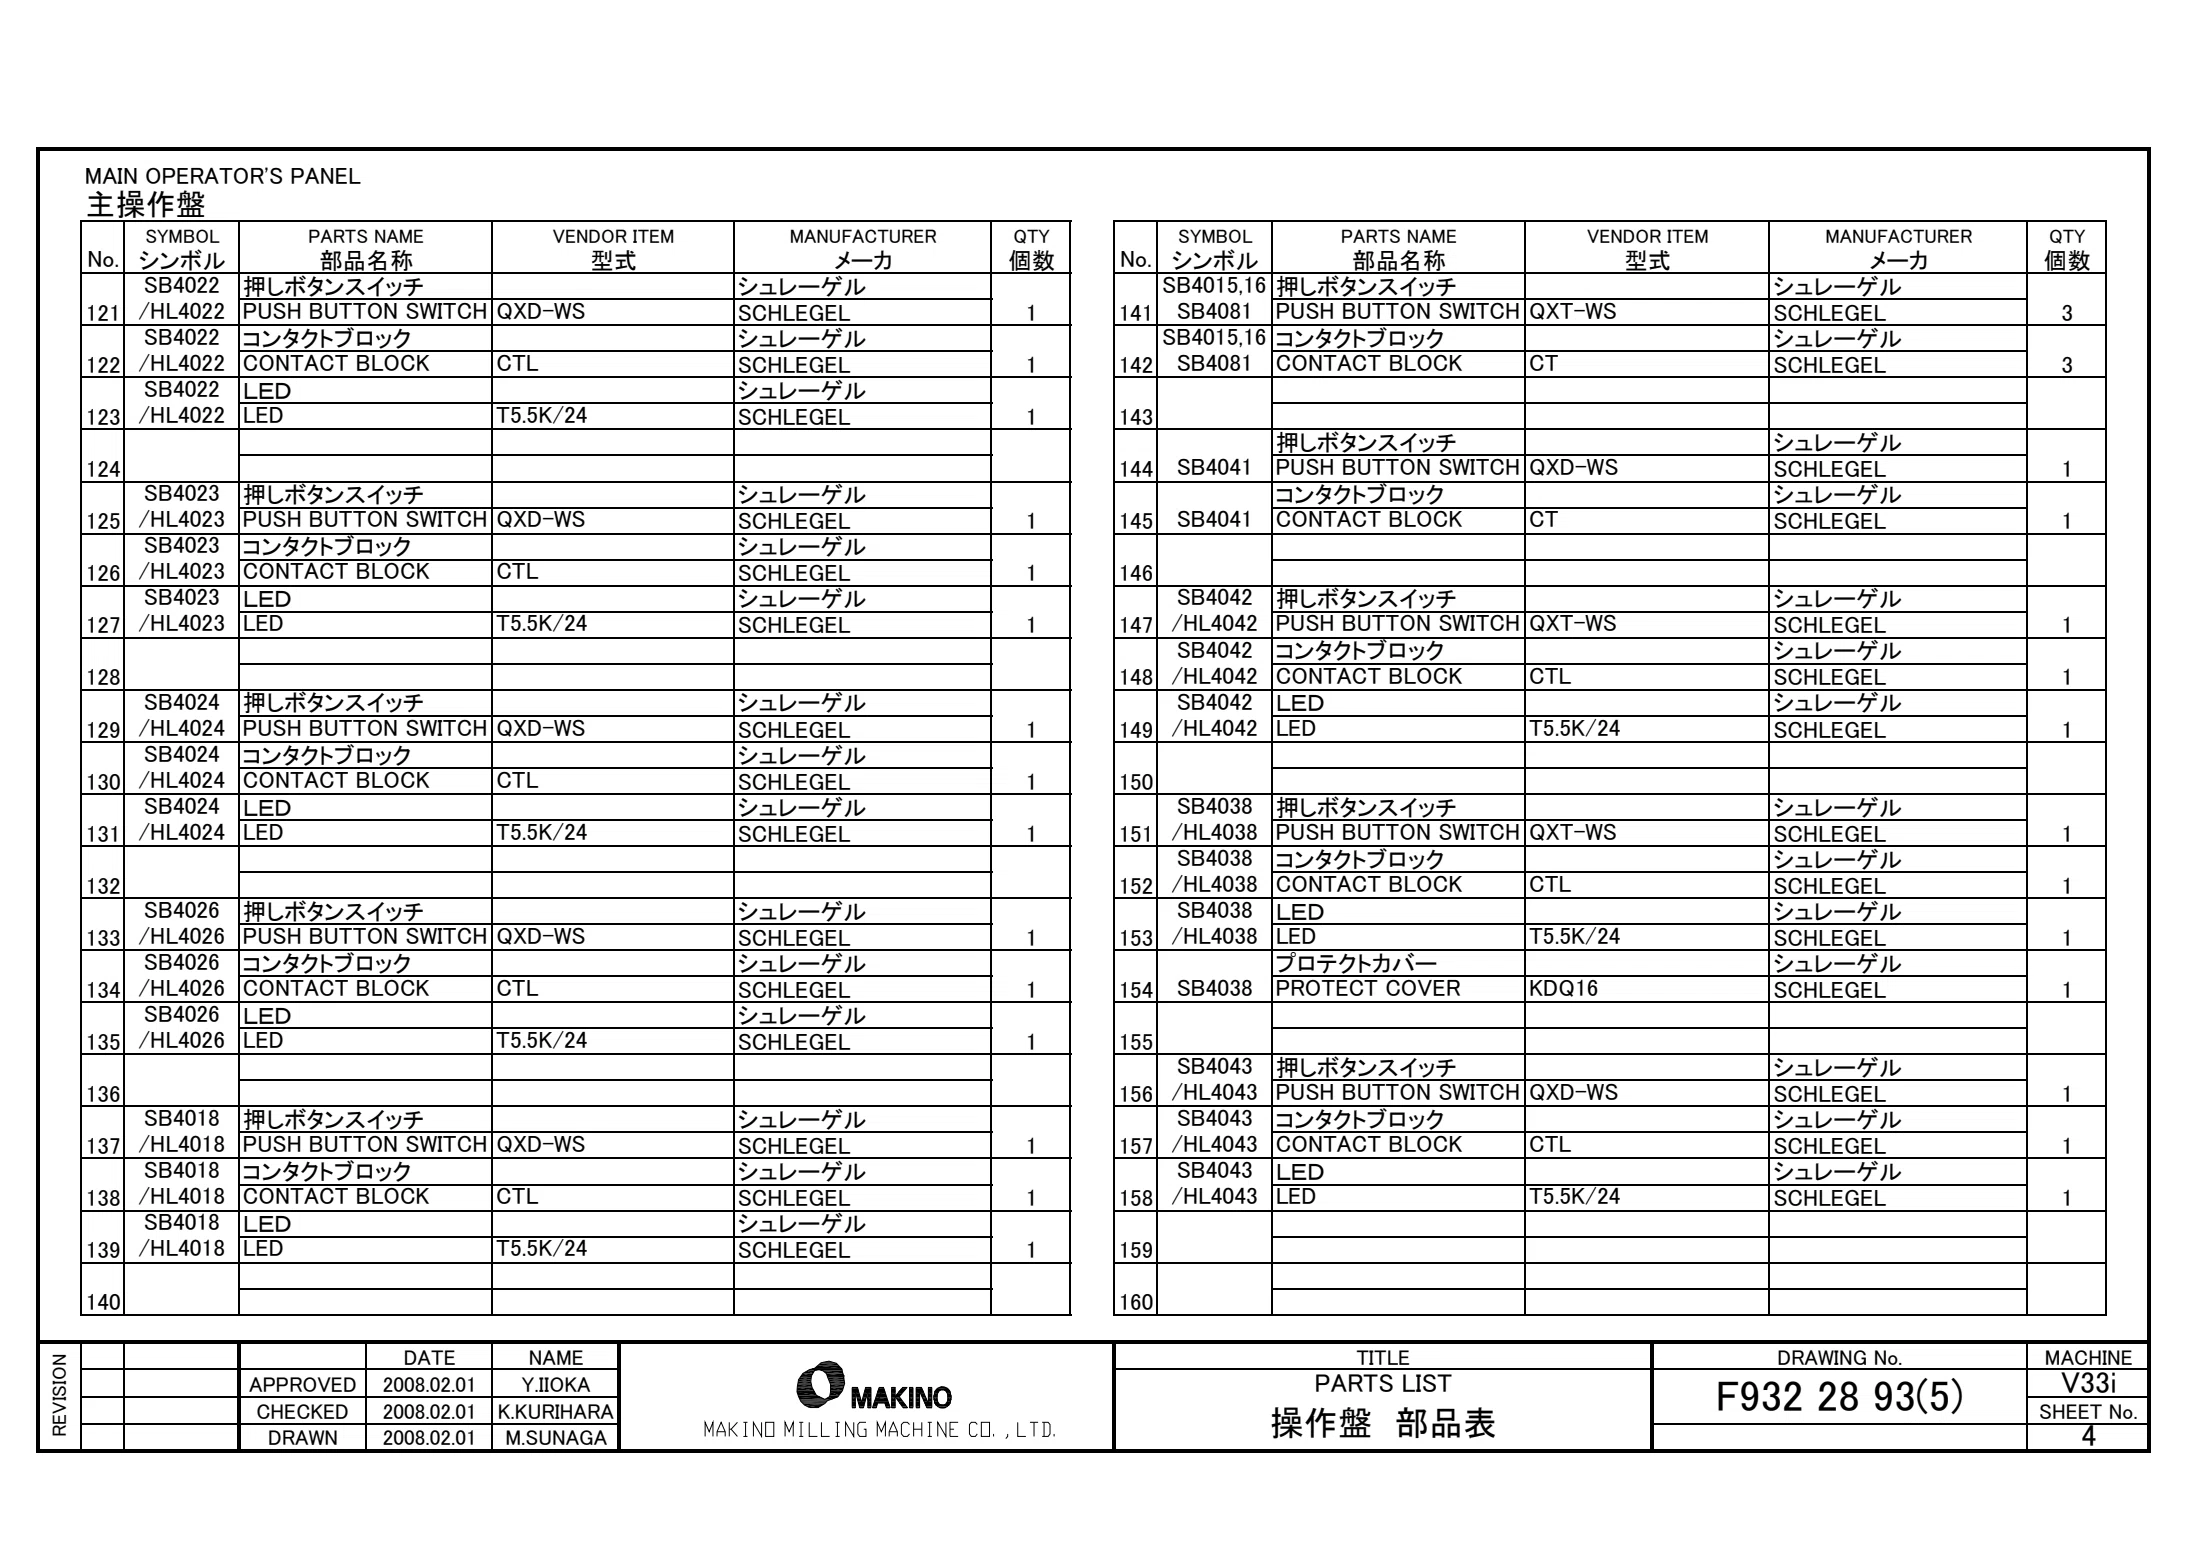 MAIN OPERATOR'S PANEL
主操作盤
No. SYMBOL シンボル PARTS NAME 部品名称 VENDOR ITEM 型式 MANUFACTURER メーカ QTY 個数
SB4022 押しボタンスイッチ シュレーゲル
121 /HL4022 PUSH BUTTON SWITCH QXD-WS SCHLEGEL 1
SB4022 コンタクトブロック シュレーゲル
122 /HL4022 CONTACT BLOCK CTL SCHLEGEL 1
SB4022 LED シュレーゲル
123 /HL4022 LED T5.5K/24 SCHLEGEL 1
124
SB4023 押しボタンスイッチ シュレーゲル
125 /HL4023 PUSH BUTTON SWITCH QXD-WS SCHLEGEL 1
SB4023 コンタクトブロック シュレーゲル
126 /HL4023 CONTACT BLOCK CTL SCHLEGEL 1
SB4023 LED シュレーゲル
127 /HL4023 LED T5.5K/24 SCHLEGEL 1
128
SB4024 押しボタンスイッチ シュレーゲル
129 /HL4024 PUSH BUTTON SWITCH QXD-WS SCHLEGEL 1
SB4024 コンタクトブロック シュレーゲル
130 /HL4024 CONTACT BLOCK CTL SCHLEGEL 1
SB4024 LED シュレーゲル
131 /HL4024 LED T5.5K/24 SCHLEGEL 1
132
SB4026 押しボタンスイッチ シュレーゲル
133 /HL4026 PUSH BUTTON SWITCH QXD-WS SCHLEGEL 1
SB4026 コンタクトブロック シュレーゲル
134 /HL4026 CONTACT BLOCK CTL SCHLEGEL 1
SB4026 LED シュレーゲル
135 /HL4026 LED T5.5K/24 SCHLEGEL 1
136
SB4018 押しボタンスイッチ シュレーゲル
137 /HL4018 PUSH BUTTON SWITCH QXD-WS SCHLEGEL 1
SB4018 コンタクトブロック シュレーゲル
138 /HL4018 CONTACT BLOCK CTL SCHLEGEL 1
SB4018 LED シュレーゲル
139 /HL4018 LED T5.5K/24 SCHLEGEL 1
140
No. SYMBOL シンボル PARTS NAME 部品名称 VENDOR ITEM 型式 MANUFACTURER メーカ QTY 個数
SB4015,16 押しボタンスイッチ シュレーゲル
141 SB4081 PUSH BUTTON SWITCH QXT-WS SCHLEGEL 3
SB4015,16 コンタクトブロック シュレーゲル
142 SB4081 CONTACT BLOCK CT SCHLEGEL 3
143
押しボタンスイッチ シュレーゲル
144 SB4041 PUSH BUTTON SWITCH QXD-WS SCHLEGEL 1
コンタクトブロック シュレーゲル
145 SB4041 CONTACT BLOCK CT SCHLEGEL 1
146
SB4042 押しボタンスイッチ シュレーゲル
147 /HL4042 PUSH BUTTON SWITCH QXT-WS SCHLEGEL 1
SB4042 コンタクトブロック シュレーゲル
148 /HL4042 CONTACT BLOCK CTL SCHLEGEL 1
SB4042 LED シュレーゲル
149 /HL4042 LED T5.5K/24 SCHLEGEL 1
150
SB4038 押しボタンスイッチ シュレーゲル
151 /HL4038 PUSH BUTTON SWITCH QXT-WS SCHLEGEL 1
SB4038 コンタクトブロック シュレーゲル
152 /HL4038 CONTACT BLOCK CTL SCHLEGEL 1
SB4038 LED シュレーゲル
153 /HL4038 LED T5.5K/24 SCHLEGEL 1
プロテクトカバー シュレーゲル
154 SB4038 PROTECT COVER KDQ16 SCHLEGEL 1
155
SB4043 押しボタンスイッチ シュレーゲル
156 /HL4043 PUSH BUTTON SWITCH QXD-WS SCHLEGEL 1
SB4043 コンタクトブロック シュレーゲル
157 /HL4043 CONTACT BLOCK CTL SCHLEGEL 1
SB4043 LED シュレーゲル
158 /HL4043 LED T5.5K/24 SCHLEGEL 1
159
160
REVISION
DATE NAME
APPROVED 2008.02.01 Y.IIOKA
CHECKED 2008.02.01 K.KURIHARA
DRAWN 2008.02.01 M.SUNAGA
MAKINO
MAKINO MILLING MACHINE CO.,LTD.
TITLE
PARTS LIST
操作盤 部品表
DRAWING No.
F932 28 93(5)
MACHINE
V33i
SHEET No.
4